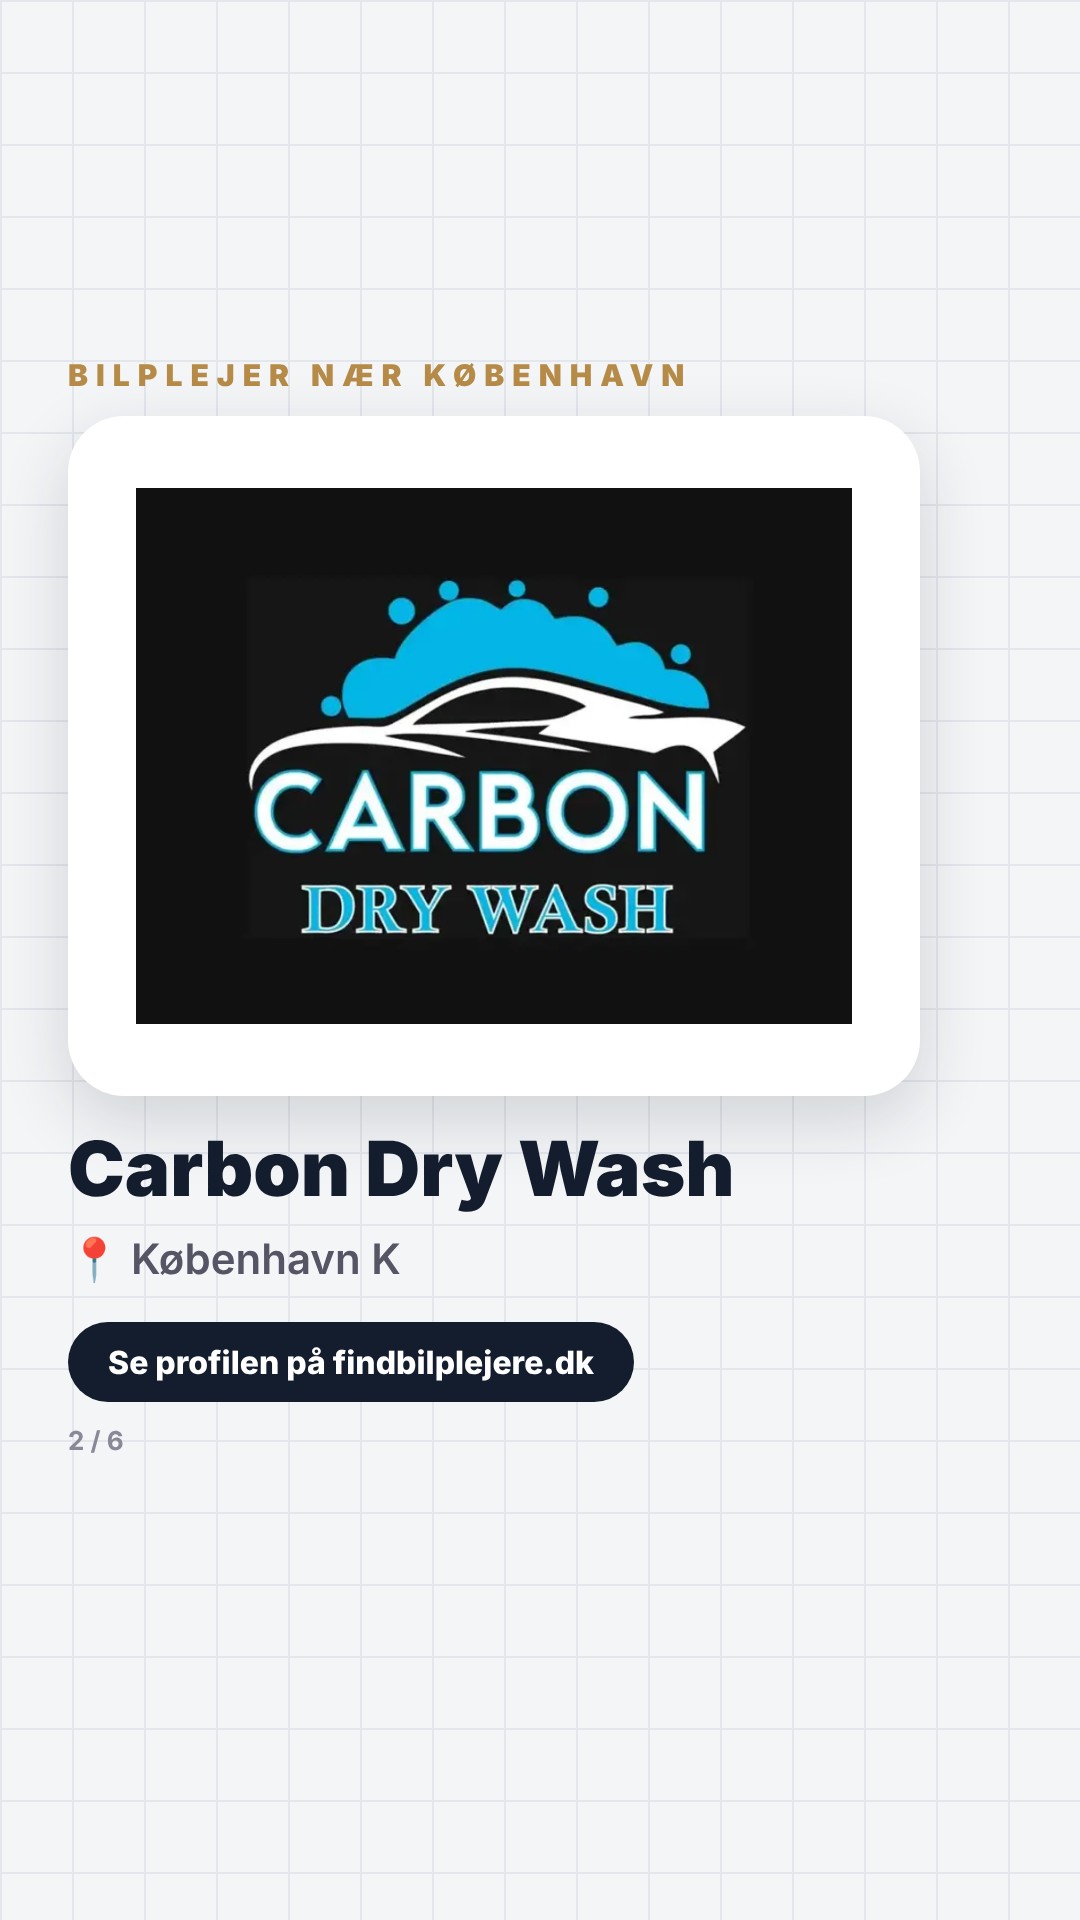 BILPLEJER NÆR KØBENHAVN
CARBON
DRY WASH
Carbon Dry Wash
📍 København K
Se profilen på findbilplejere.dk
2 / 6